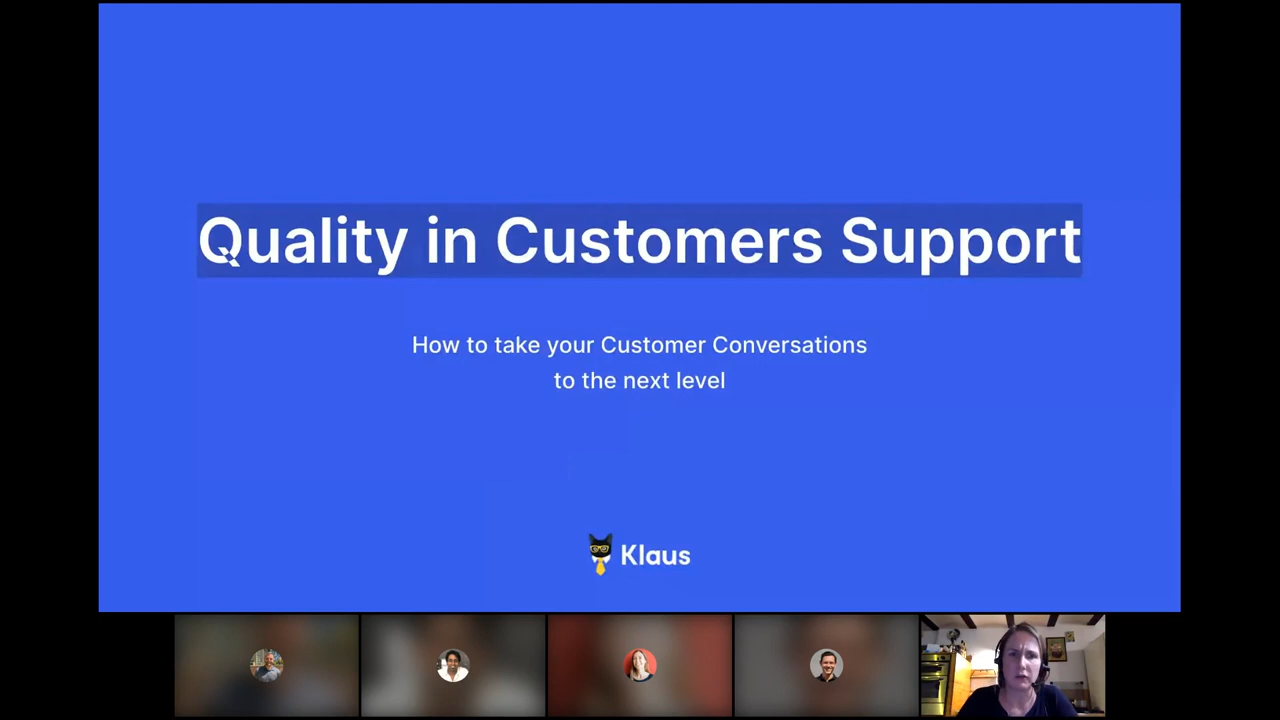 Quality in Customers Support
How to take your Customer Conversations
to the next level
Klaus